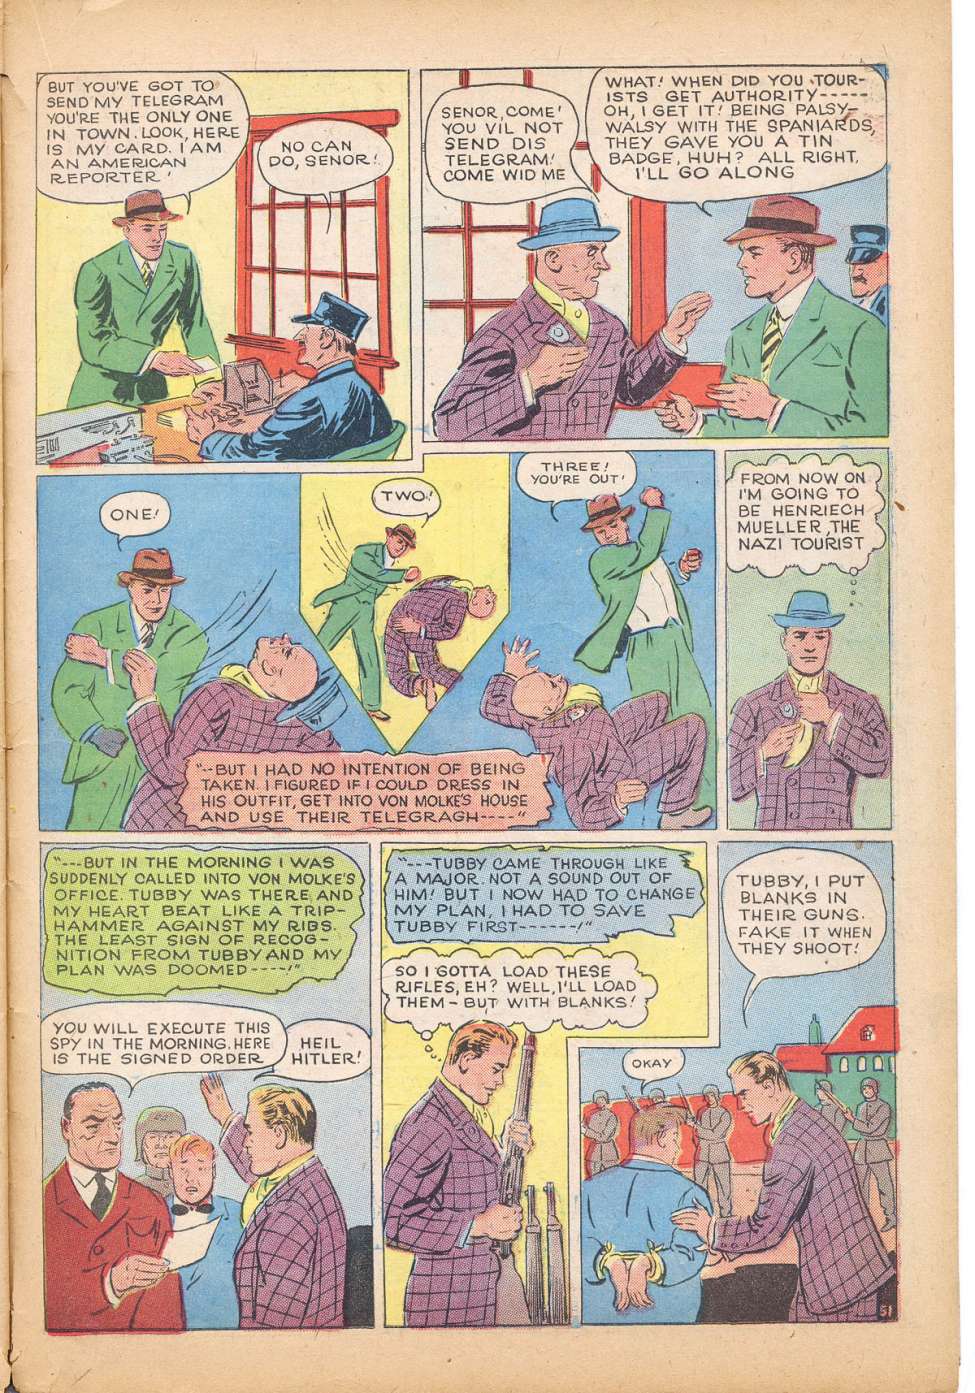 BUT YOU'VE GOT TO
SEND MY TELEGRAM
YOU'RE THE ONLY ONE
IN TOWN. LOOK, HERE
IS MY CARD. I AM
AN AMERICAN
REPORTER!
NO CAN
DO, SENOR!
SENOR, COME!
YOU VIL NOT
SEND DIS
TELEGRAM!
COME WID ME
WHAT! WHEN DID YOU TOUR-
ISTS GET AUTHORITY-----
OH, I GET IT! BEING PALSY-
WALSY WITH THE SPANIARDS,
THEY GAVE YOU A TIN
BADGE, HUH? ALL RIGHT,
I'LL GO ALONG
ONE!
TWO!
THREE!
YOU'RE OUT!
"--BUT I HAD NO INTENTION OF BEING
TAKEN. I FIGURED IF I COULD DRESS IN
HIS OUTFIT, GET INTO VON MOLKE'S HOUSE
AND USE THEIR TELEGRAGH----"
FROM NOW ON
I'M GOING TO
BE HENRIECH
MUELLER, THE
NAZI TOURIST
"---BUT IN THE MORNING I WAS
SUDDENLY CALLED INTO VON MOLKE'S
OFFICE. TUBBY WAS THERE AND
MY HEART BEAT LIKE A TRIP-
HAMMER AGAINST MY RIBS.
THE LEAST SIGN OF RECOG-
NITION FROM TUBBY AND MY
PLAN WAS DOOMED----!"
YOU WILL EXECUTE THIS
SPY IN THE MORNING. HERE
IS THE SIGNED ORDER
HEIL
HITLER!
"---TUBBY CAME THROUGH LIKE
A MAJOR. NOT A SOUND OUT OF
HIM! BUT I NOW HAD TO CHANGE
MY PLAN, I HAD TO SAVE
TUBBY FIRST------!"
SO I GOTTA LOAD THESE
RIFLES, EH? WELL, I'LL LOAD
THEM- BUT WITH BLANKS!
TUBBY, I PUT
BLANKS IN
THEIR GUNS.
FAKE IT WHEN
THEY SHOOT!
OKAY
51